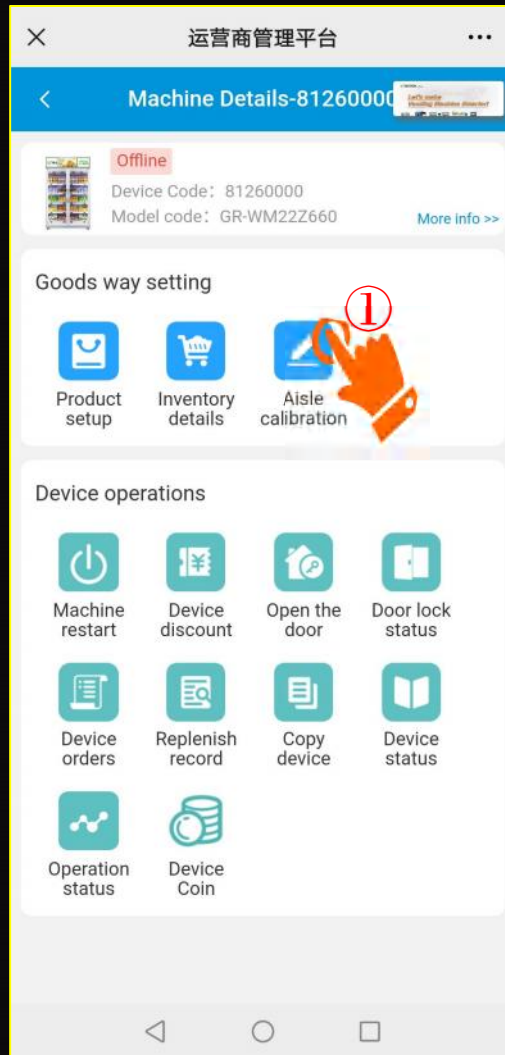 运营商管理平台
Machine Details-81260000
Let's make
Offline
Device Code: 81260000
Model code: GR-WM22Z660
More info >>
Goods way setting
①
Product setup
Inventory details
Aisle calibration
Device operations
Machine restart
Device discount
Open the door
Door lock status
Device orders
Replenish record
Copy device
Device status
Operation status
Device Coin